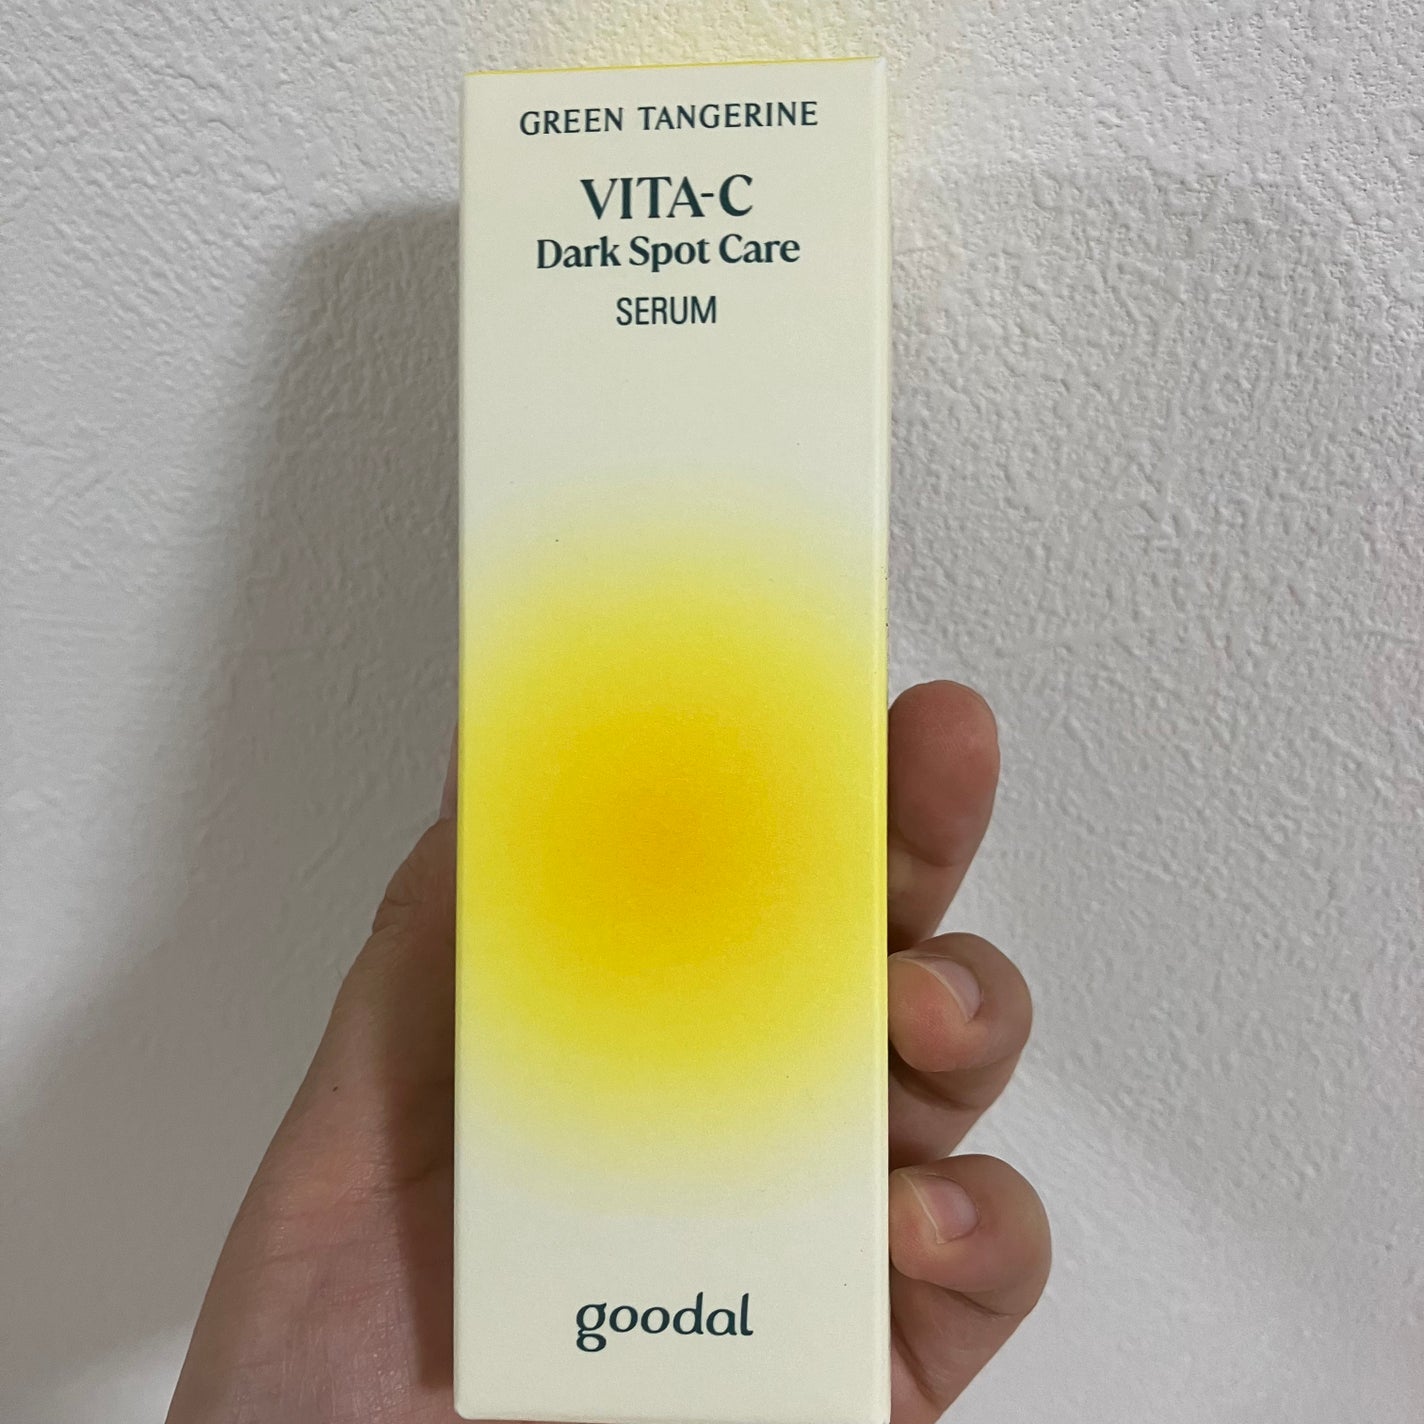 GREEN TANGERINE
VITA-C
Dark Spot Care
SERUM
goodal